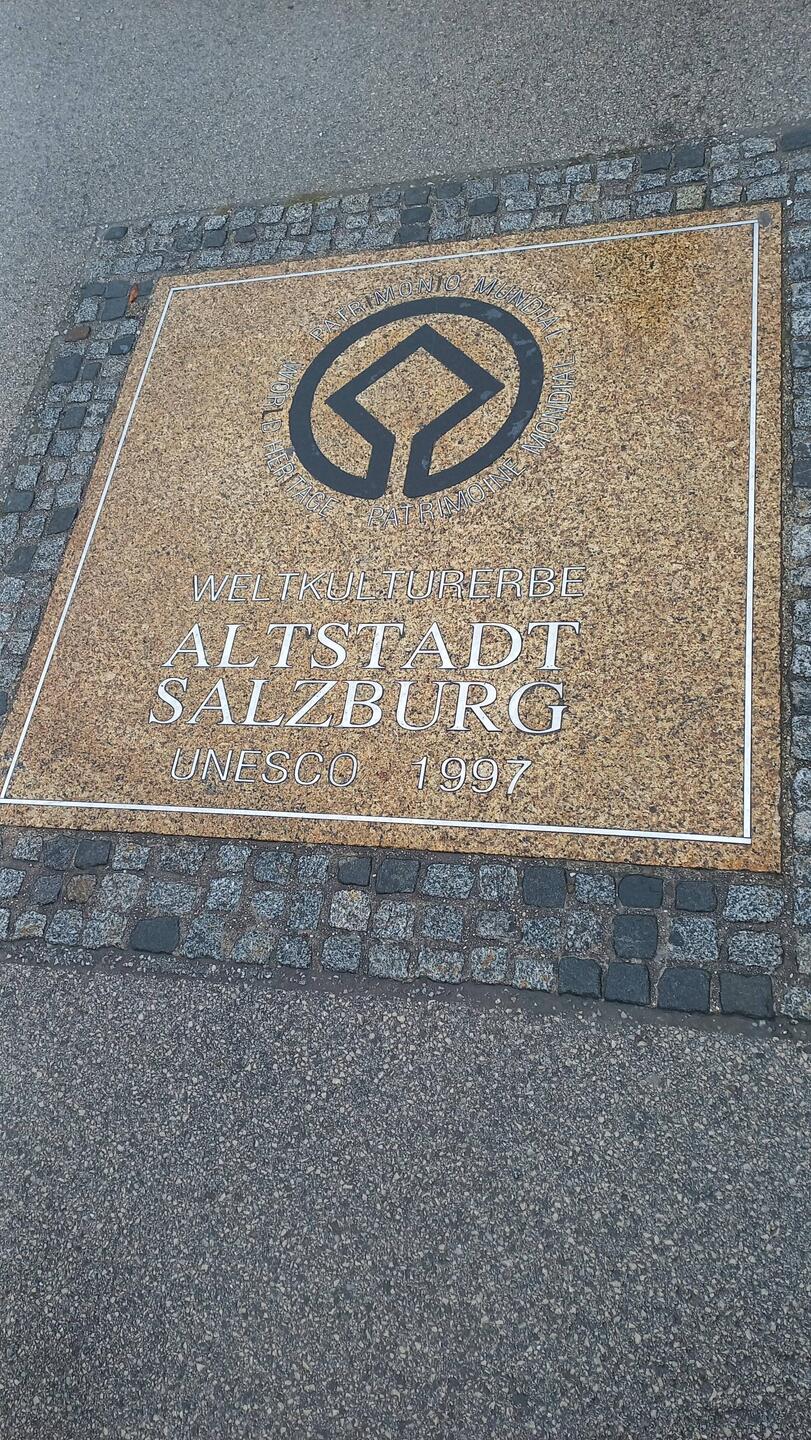 PATRIMONIO MUNDIAL
WORLD HERITAGE
PATRIMOINE MONDIAL
WELTKULTURERBE
ALTSTADT
SALZBURG
UNESCO 1997